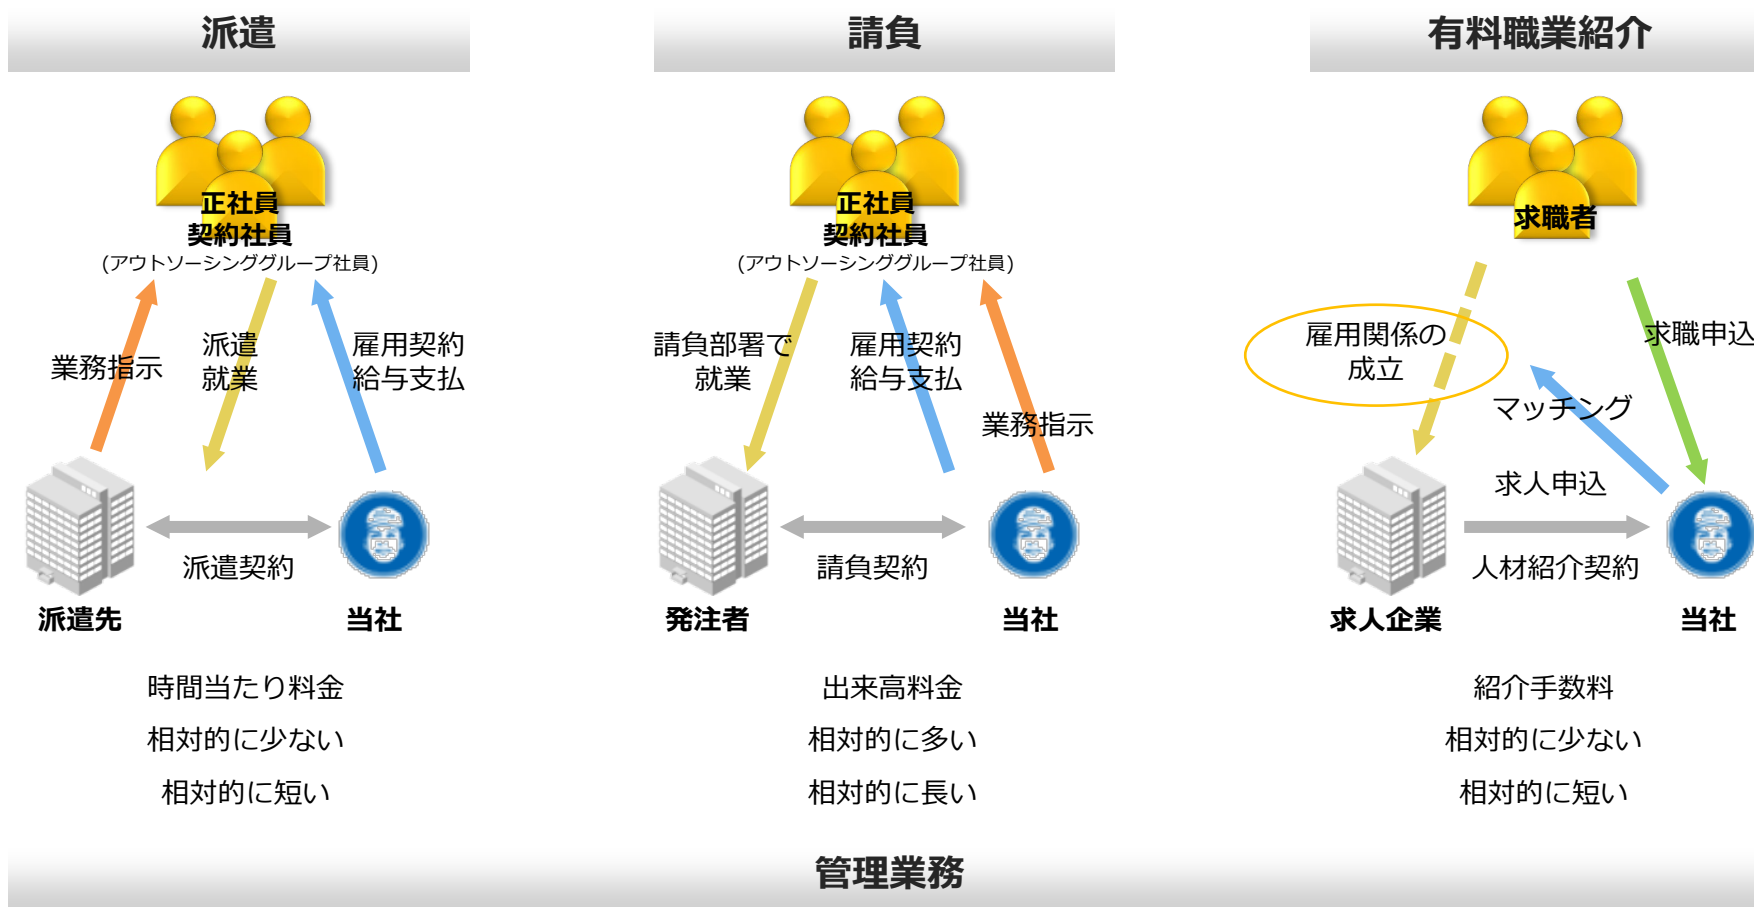 派遣
請負
有料職業紹介
正社員
契約社員
(アウトソーシンググループ社員)
業務指示
派遣
就業
雇用契約
給与支払
派遣契約
派遣先
当社
時間当たり料金
相対的に少ない
相対的に短い
正社員
契約社員
(アウトソーシンググループ社員)
請負部署で
就業
雇用契約
給与支払
業務指示
請負契約
発注者
当社
出来高料金
相対的に多い
相対的に長い
求職者
雇用関係の
成立
求職申込
マッチング
求人申込
人材紹介契約
求人企業
当社
紹介手数料
相対的に少ない
相対的に短い
管理業務